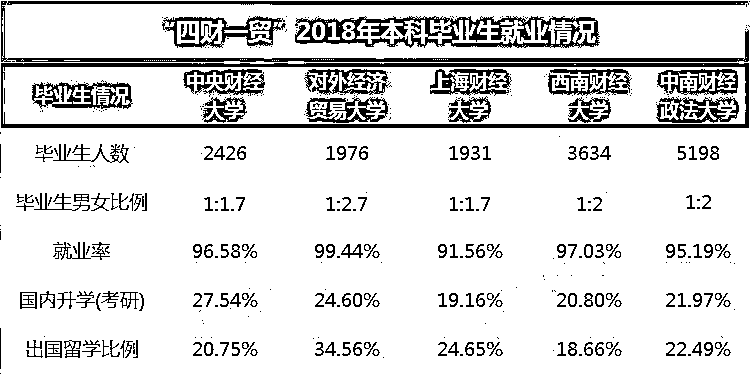 “四财一贸”2018年本科毕业生就业情况
毕业生情况 中央财经大学 对外经济贸易大学 上海财经大学 西南财经大学 中南财经政法大学
毕业生人数 2426 1976 1931 3634 5198
毕业生男女比例 1:1.7 1:2.7 1:1.7 1:2 1:2
就业率 96.58% 99.44% 91.56% 97.03% 95.19%
国内升学(考研) 27.54% 24.60% 19.16% 20.80% 21.97%
出国留学比例 20.75% 34.56% 24.65% 18.66% 22.49%